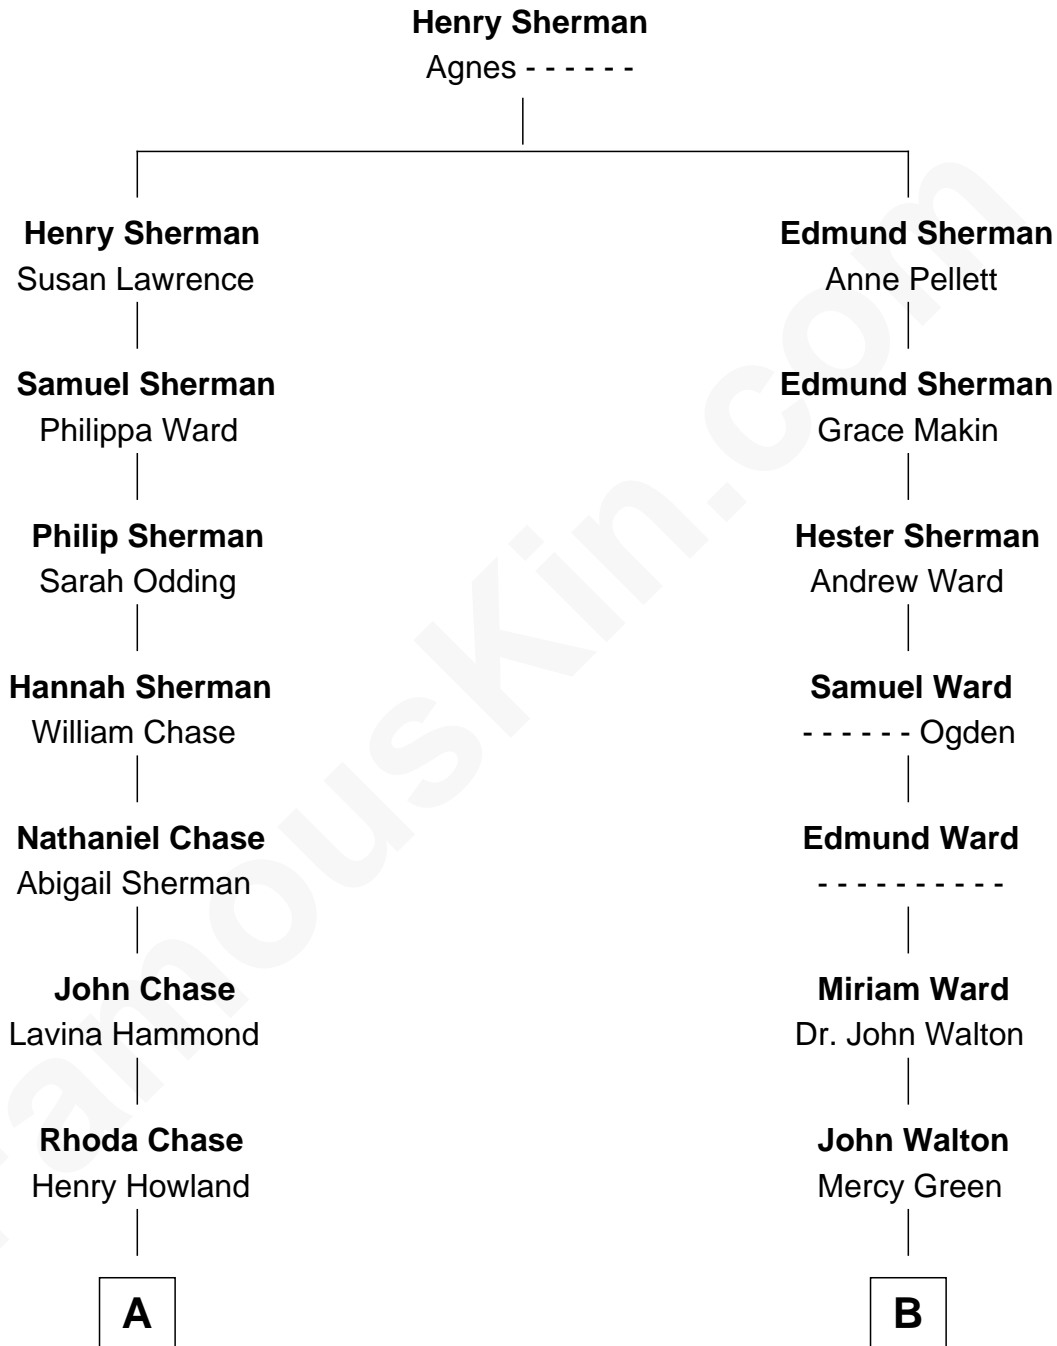 Henry Sherman
Agnes - - - - - -
Henry Sherman
Susan Lawrence
Edmund Sherman
Anne Pellett
Samuel Sherman
Philippa Ward
Edmund Sherman
Grace Makin
Philip Sherman
Sarah Odding
Hester Sherman
Andrew Ward
Hannah Sherman
William Chase
Samuel Ward
- - - - - - Ogden
Nathaniel Chase
Abigail Sherman
Edmund Ward
- - - - - - - - - -
John Chase
Lavina Hammond
Miriam Ward
Dr. John Walton
Rhoda Chase
Henry Howland
John Walton
Mercy Green
A
B
FamousKin.com